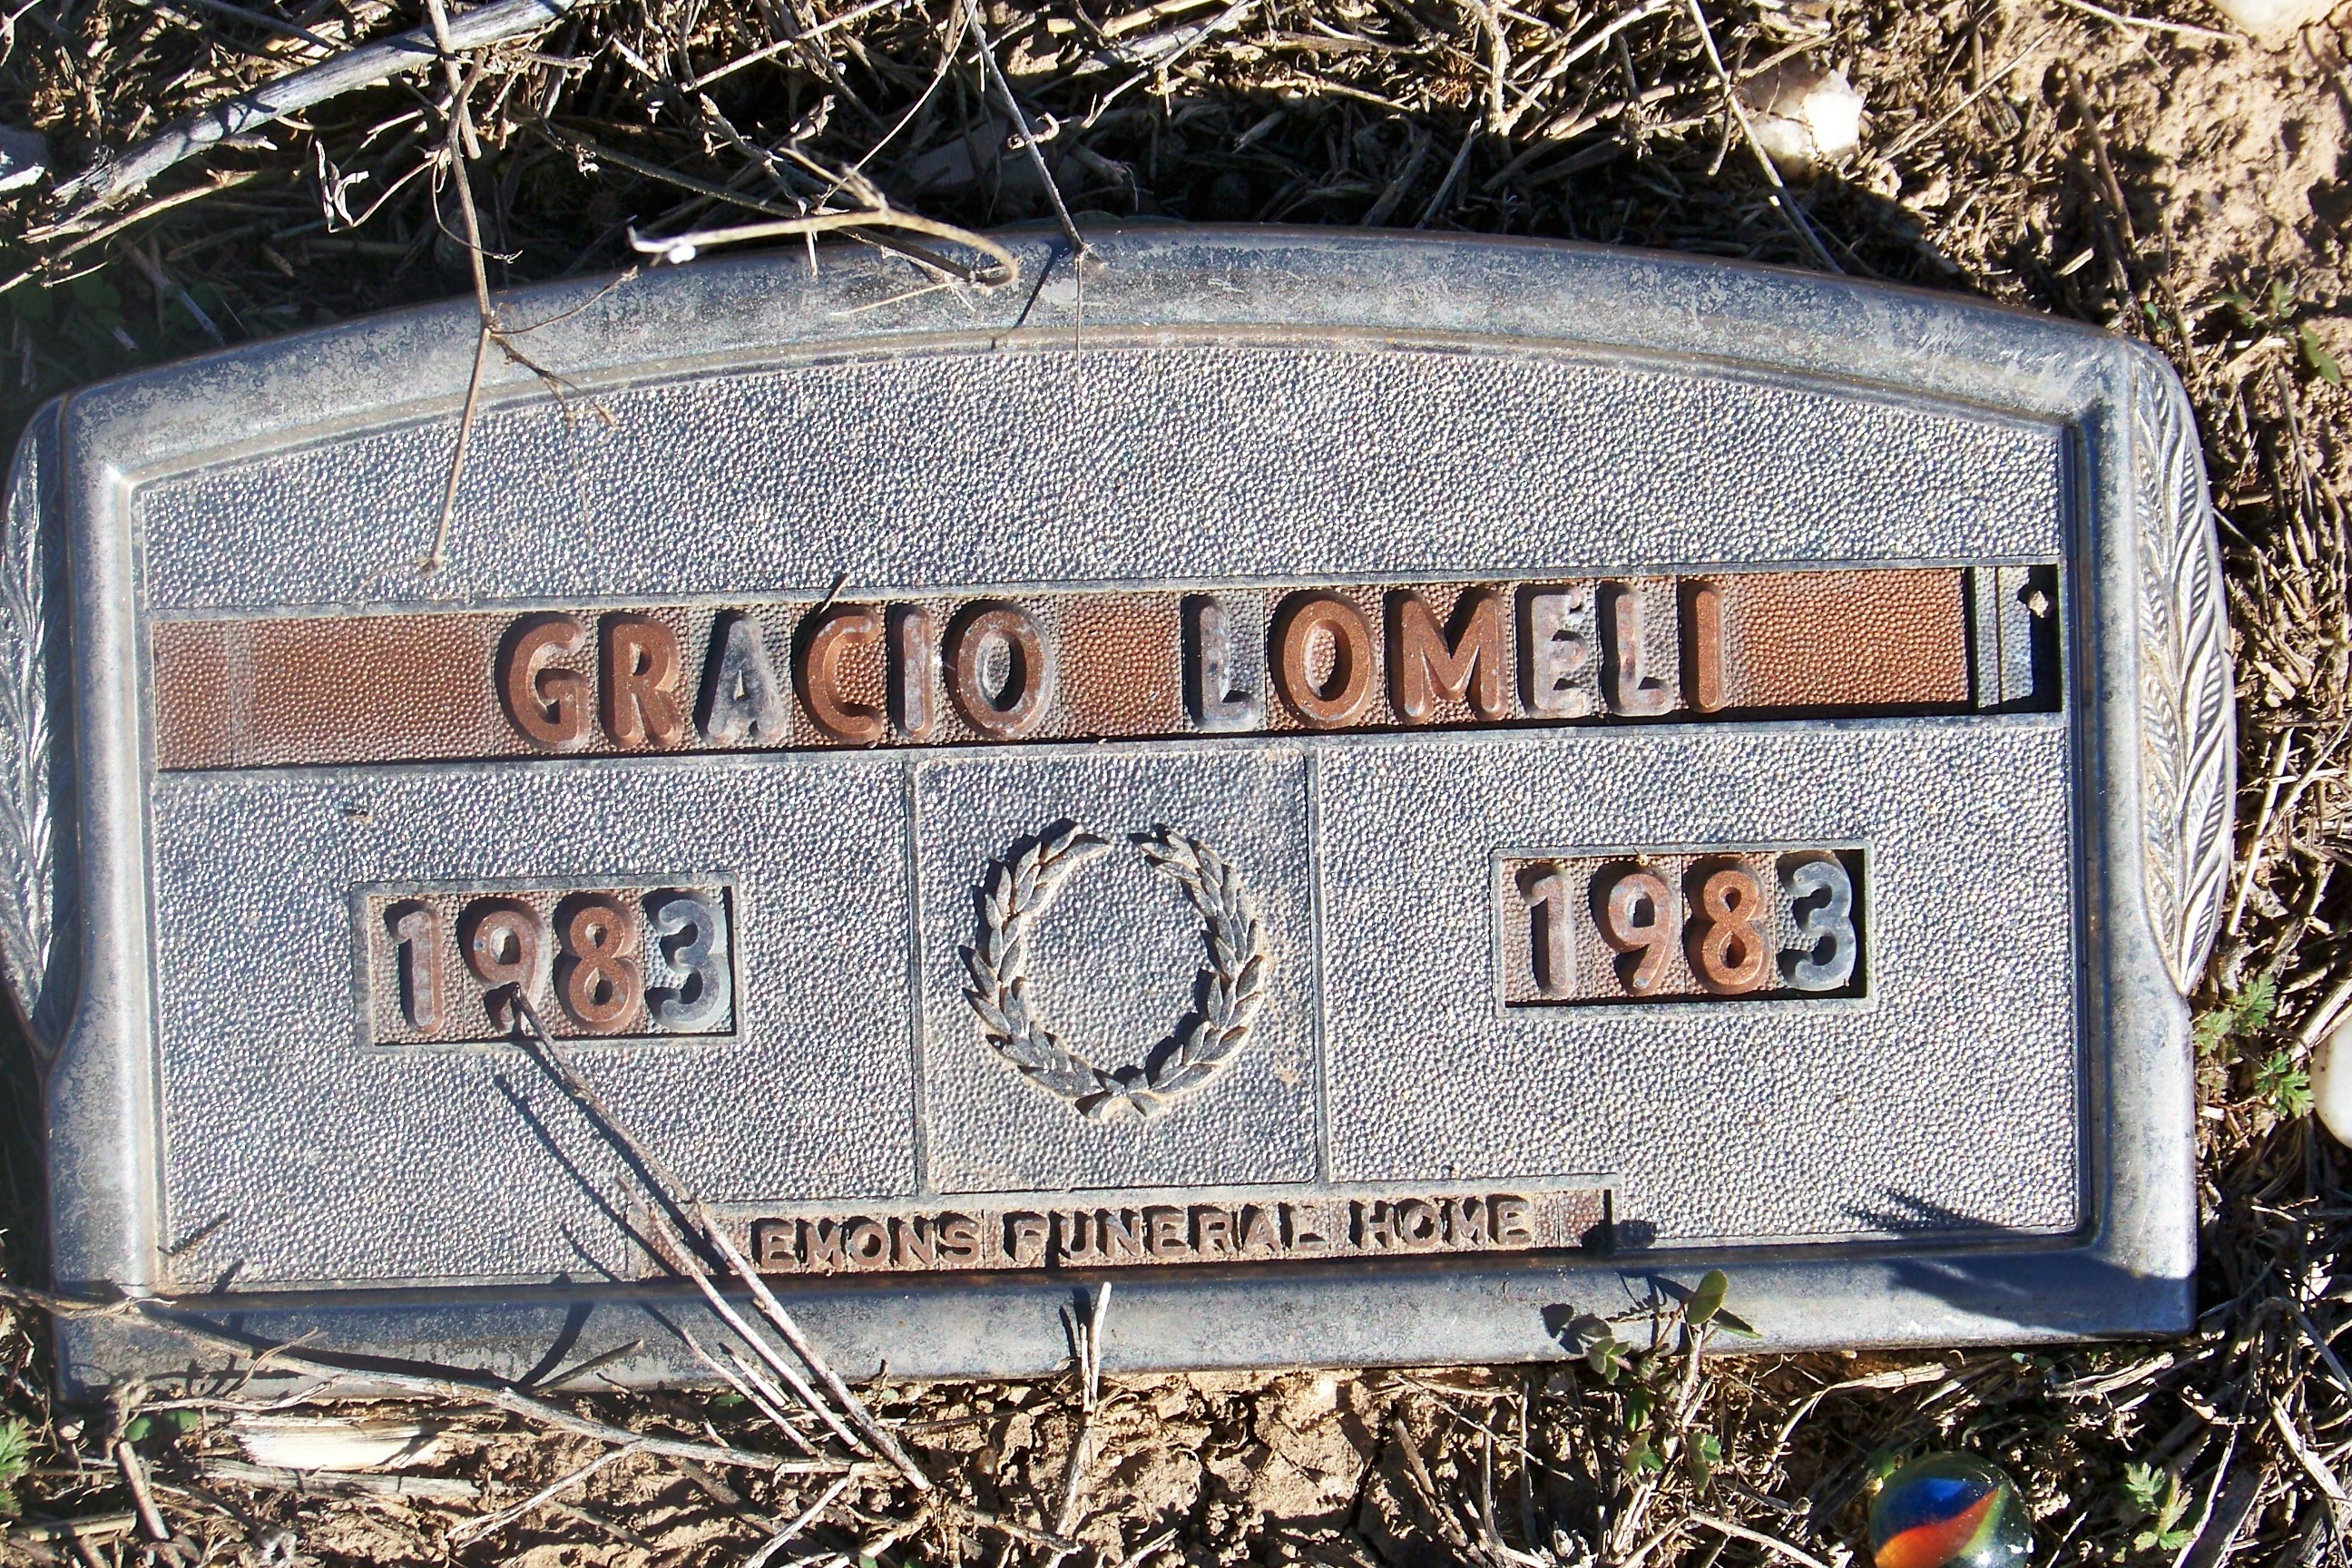 GRACIO LOMELI
1983 1983
EMONS FUNERAL HOME